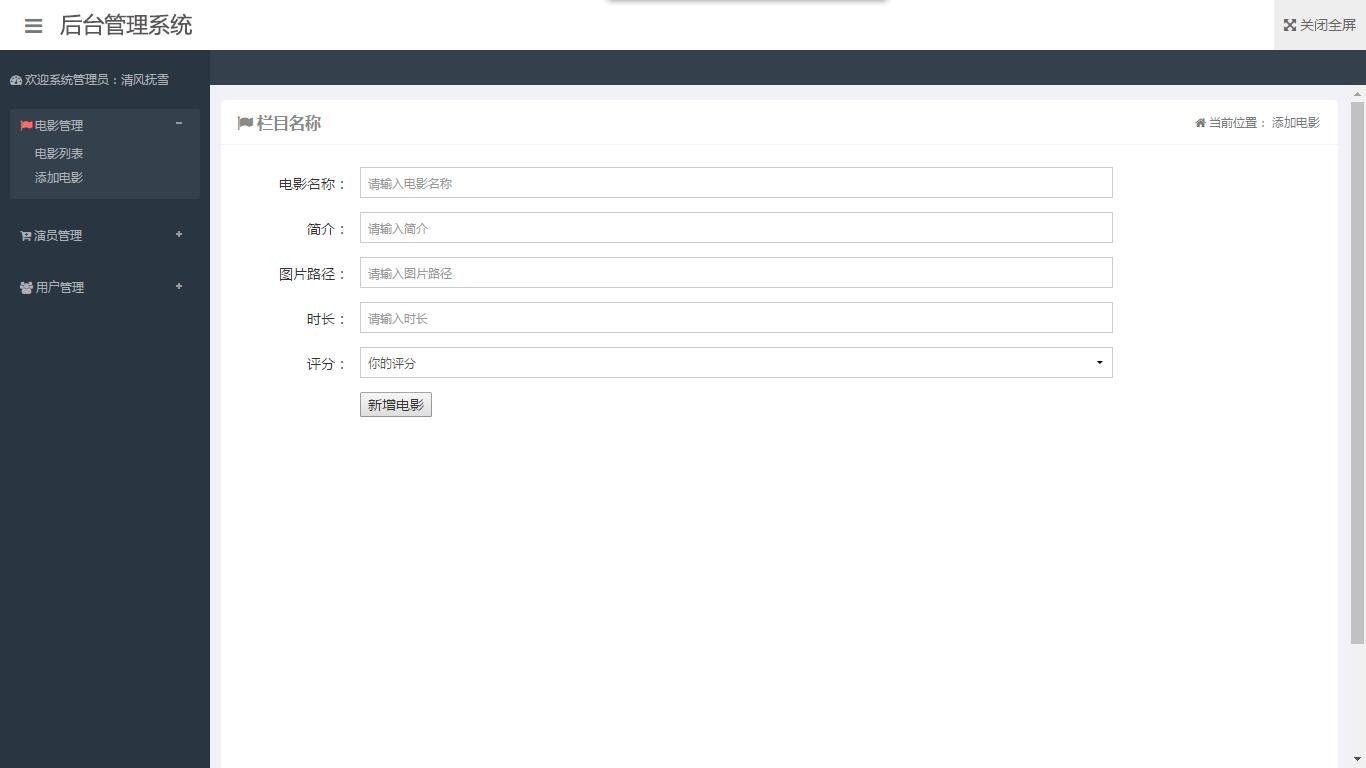 后台管理系统
关闭全屏
欢迎系统管理员：清风抚雪
电影管理
电影列表
添加电影
演员管理
用户管理
栏目名称
当前位置： 添加电影
电影名称： 请输入电影名称
简介： 请输入简介
图片路径： 请输入图片路径
时长： 请输入时长
评分： 你的评分
新增电影